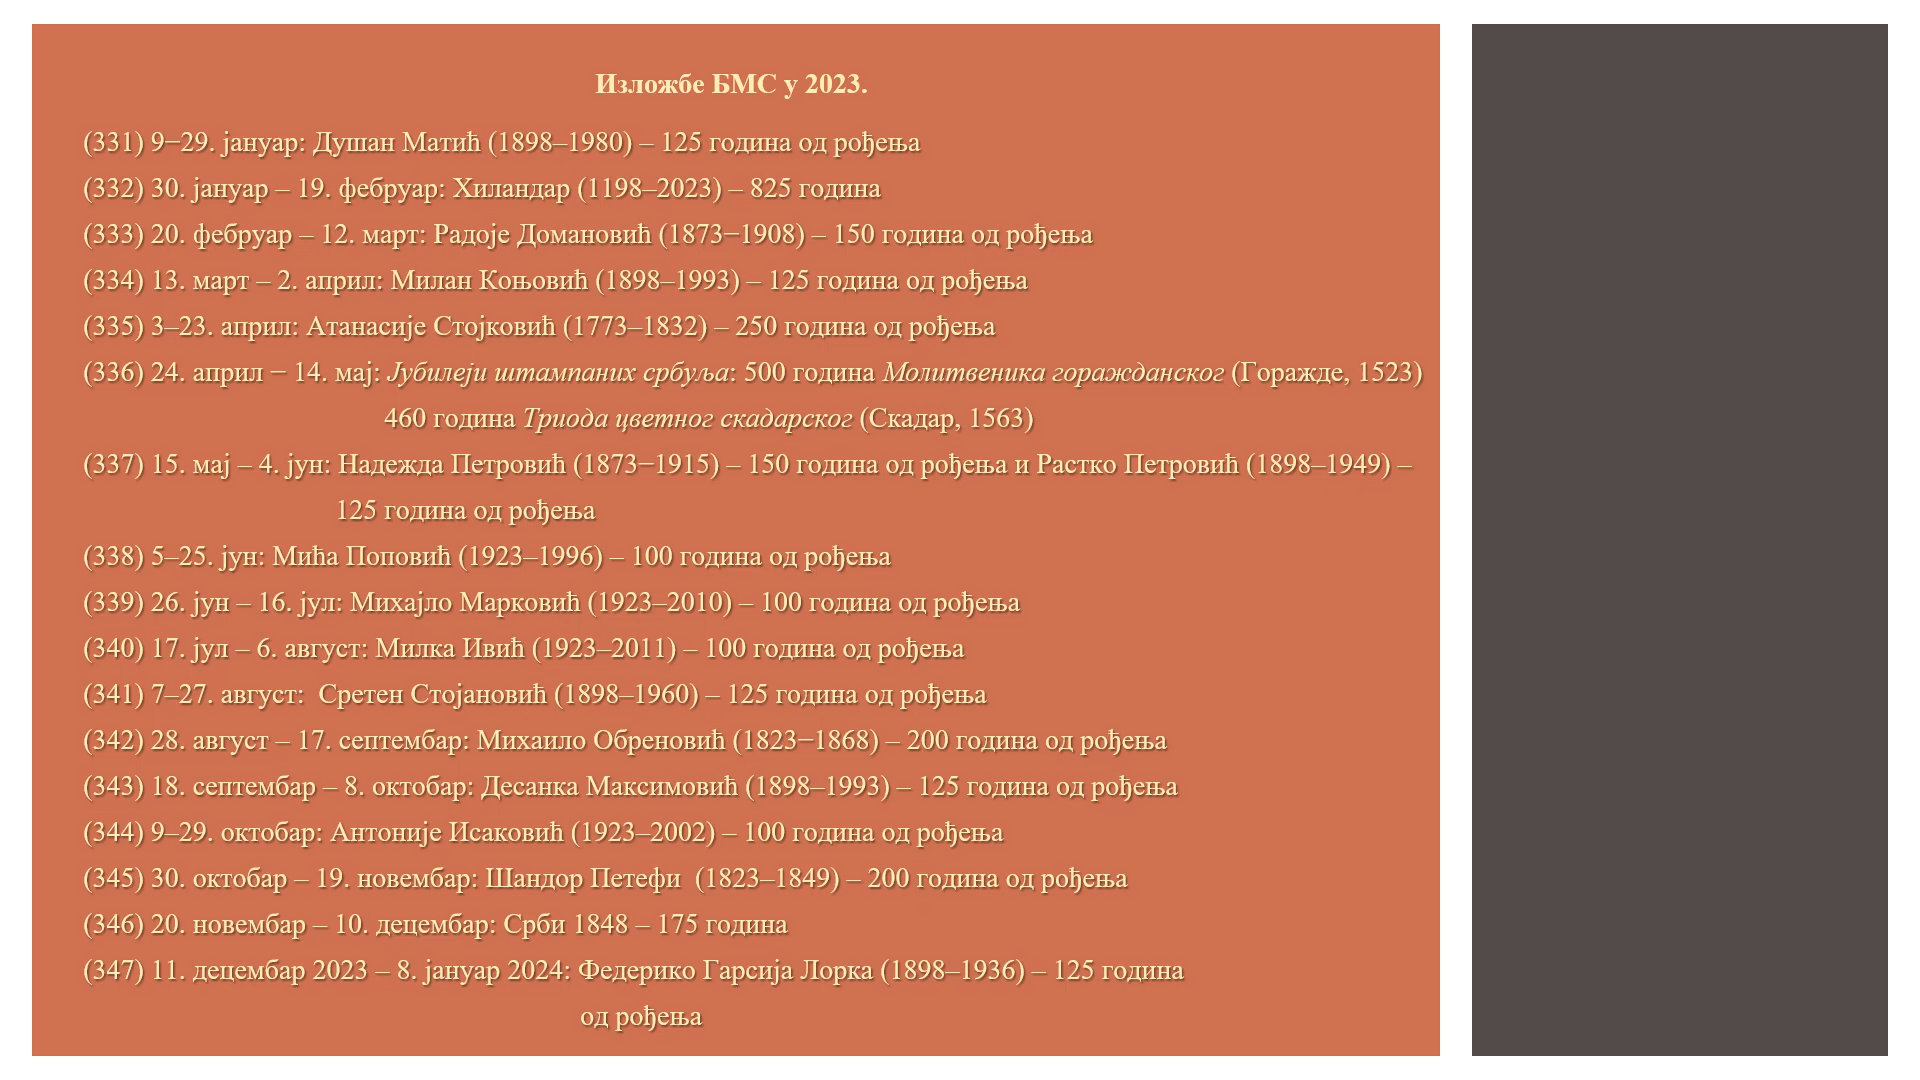 Изложбе БМС у 2023.
(331) 9−29. јануар: Душан Матић (1898–1980) – 125 година од рођења
(332) 30. јануар – 19. фебруар: Хиландар (1198–2023) – 825 година
(333) 20. фебруар – 12. март: Радоје Домановић (1873−1908) – 150 година од рођења
(334) 13. март – 2. април: Милан Коњовић (1898–1993) – 125 година од рођења
(335) 3–23. април: Атанасије Стојковић (1773–1832) – 250 година од рођења
(336) 24. април − 14. мај: Јубилеји штампаних србуља: 500 година Молитвеника горажданског (Горажде, 1523)
460 година Триода цветног скадарског (Скадар, 1563)
(337) 15. мај – 4. јун: Надежда Петровић (1873−1915) – 150 година од рођења и Растко Петровић (1898–1949) –
125 година од рођења
(338) 5–25. јун: Мића Поповић (1923–1996) – 100 година од рођења
(339) 26. јун – 16. јул: Михајло Марковић (1923–2010) – 100 година од рођења
(340) 17. јул – 6. август: Милка Ивић (1923–2011) – 100 година од рођења
(341) 7–27. август:  Сретен Стојановић (1898–1960) – 125 година од рођења
(342) 28. август – 17. септембар: Михаило Обреновић (1823−1868) – 200 година од рођења
(343) 18. септембар – 8. октобар: Десанка Максимовић (1898–1993) – 125 година од рођења
(344) 9–29. октобар: Антоније Исаковић (1923–2002) – 100 година од рођења
(345) 30. октобар – 19. новембар: Шандор Петефи  (1823–1849) – 200 година од рођења
(346) 20. новембар – 10. децембар: Срби 1848 – 175 година
(347) 11. децембар 2023 – 8. јануар 2024: Федерико Гарсија Лорка (1898–1936) – 125 година
од рођења